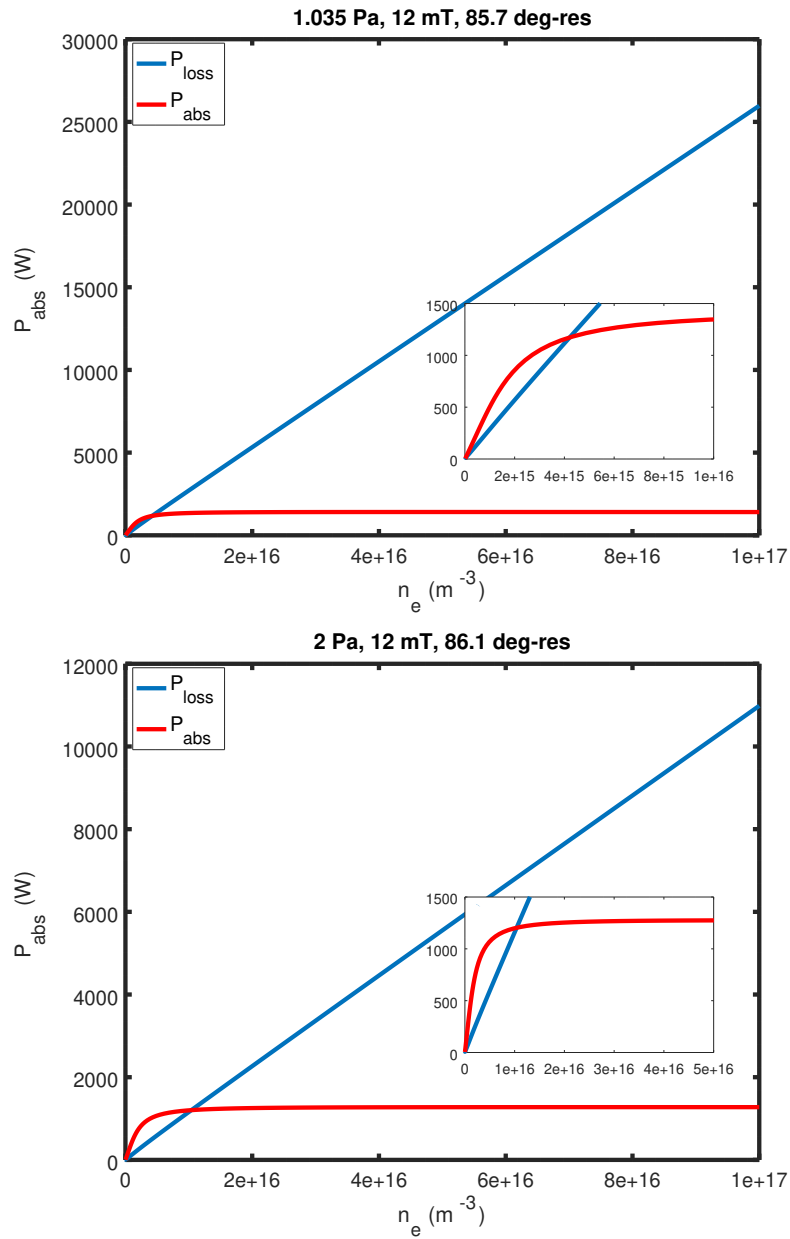 1.035 Pa, 12 mT, 85.7 deg-res
30000
25000
20000
15000
10000
5000
0
P_abs (W)
P_loss
P_abs
1500
1000
500
0
0 2e+15 4e+15 6e+15 8e+15 1e+16
0 2e+16 4e+16 6e+16 8e+16 1e+17
n_e (m^-3)
2 Pa, 12 mT, 86.1 deg-res
12000
10000
8000
6000
4000
2000
0
P_abs (W)
P_loss
P_abs
1500
1000
500
0
0 1e+16 2e+16 3e+16 4e+16 5e+16
0 2e+16 4e+16 6e+16 8e+16 1e+17
n_e (m^-3)